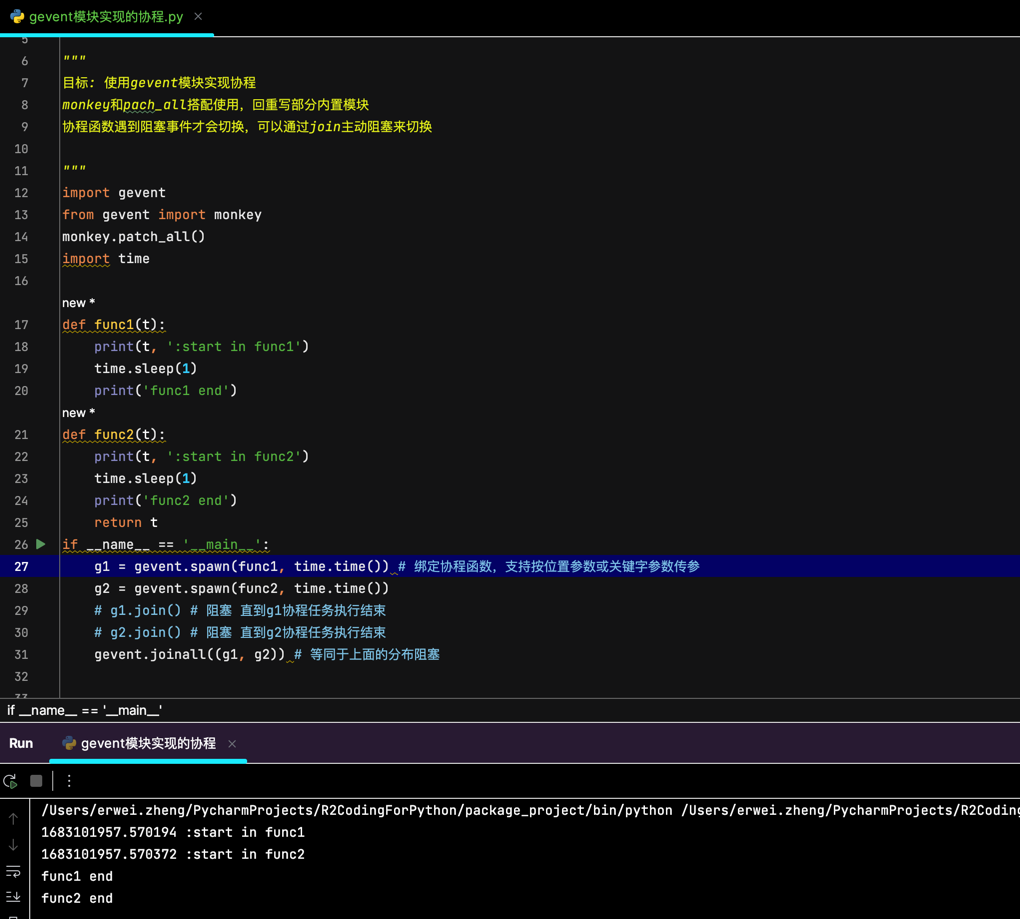 gevent模块实现的协程.py
5
6 """
7 目标: 使用gevent模块实现协程
8 monkey和pach_all搭配使用, 回重写部分内置模块
9 协程函数遇到阻塞事件才会切换, 可以通过join主动阻塞来切换
10
11 """
12 import gevent
13 from gevent import monkey
14 monkey.patch_all()
15 import time
16
new *
17 def func1(t):
18 print(t, ':start in func1')
19 time.sleep(1)
20 print('func1 end')
new *
21 def func2(t):
22 print(t, ':start in func2')
23 time.sleep(1)
24 print('func2 end')
25 return t
26 if __name__ == '__main__':
27 g1 = gevent.spawn(func1, time.time()) # 绑定协程函数, 支持按位置参数或关键字参数传参
28 g2 = gevent.spawn(func2, time.time())
29 # g1.join() # 阻塞 直到g1协程任务执行结束
30 # g2.join() # 阻塞 直到g2协程任务执行结束
31 gevent.joinall((g1, g2)) # 等同于上面的分布阻塞
32
33
if __name__ == '__main__'
Run gevent模块实现的协程
/Users/erwei.zheng/PycharmProjects/R2CodingForPython/package_project/bin/python /Users/erwei.zheng/PycharmProjects/R2Coding
1683101957.570194 :start in func1
1683101957.570372 :start in func2
func1 end
func2 end